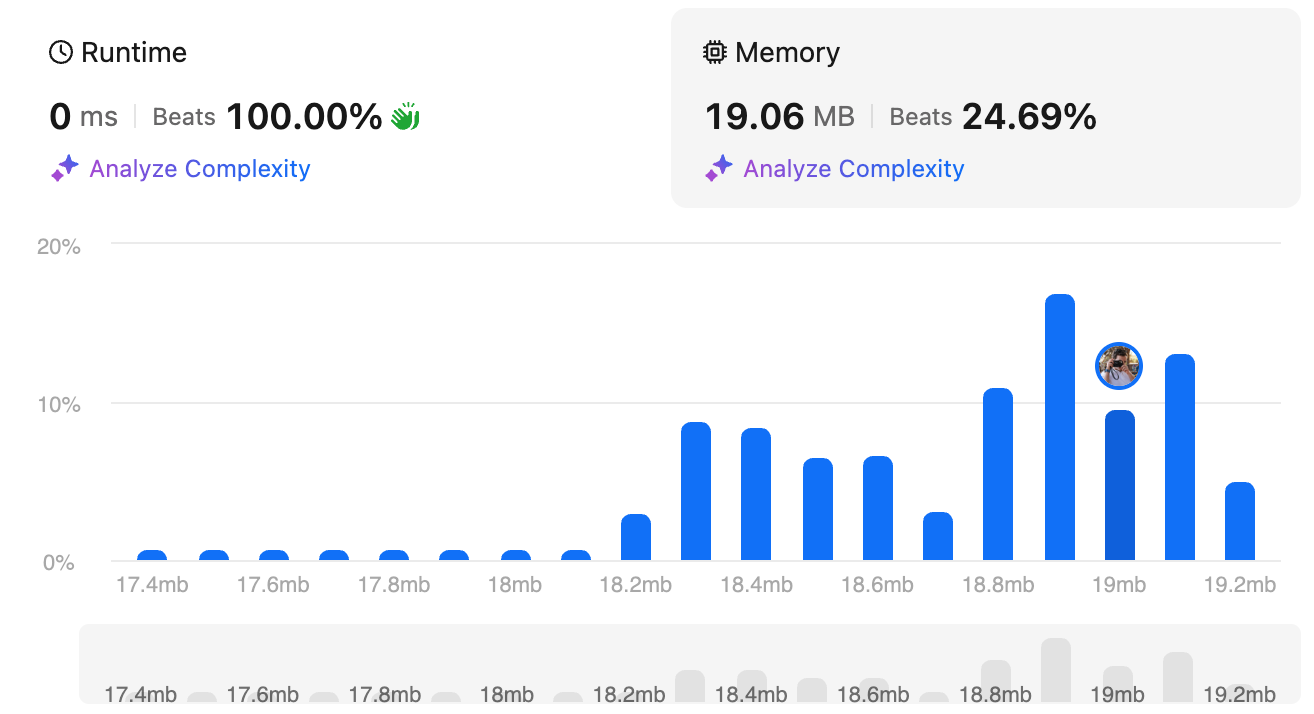 Runtime
0 ms Beats 100.00%
Analyze Complexity
Memory
19.06 MB Beats 24.69%
Analyze Complexity
20%
10%
0%
17.4mb 17.6mb 17.8mb 18mb 18.2mb 18.4mb 18.6mb 18.8mb 19mb 19.2mb
17.4mb 17.6mb 17.8mb 18mb 18.2mb 18.4mb 18.6mb 18.8mb 19mb 19.2mb